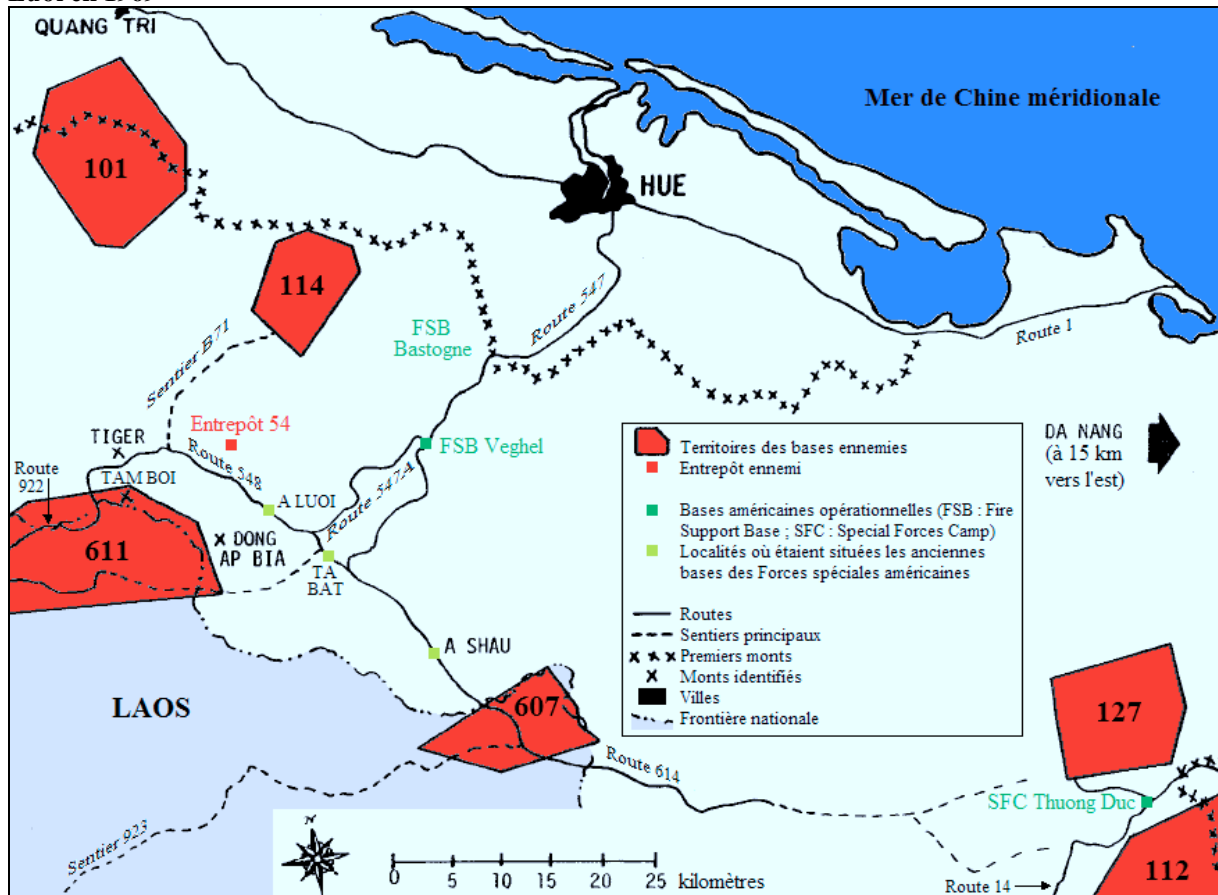 QUANG TRI
Mer de Chine méridionale
101
HUE
114
Route 547
FSB
Bastogne
Route 1
Sentier B71
Entrepôt 54
TIGER
FSB Veghel
Route
922
Route 548
TAM BOI
A LUOI
Route 547A
611
DONG
AP BIA
TA
BAT
A SHAU
DA NANG
(à 15 km
vers l'est)
Territoires des bases ennemies
Entrepôt ennemi
Bases américaines opérationnelles (FSB : Fire
Support Base ; SFC : Special Forces Camp)
Localités où étaient situées les anciennes
bases des Forces spéciales américaines
Routes
Sentiers principaux
Premiers monts
Monts identifiés
Villes
Frontière nationale
LAOS
607
127
Route 614
SFC Thuong Duc
Sentier 923
112
Route 14
N
0 5 10 15 20 25 kilomètres